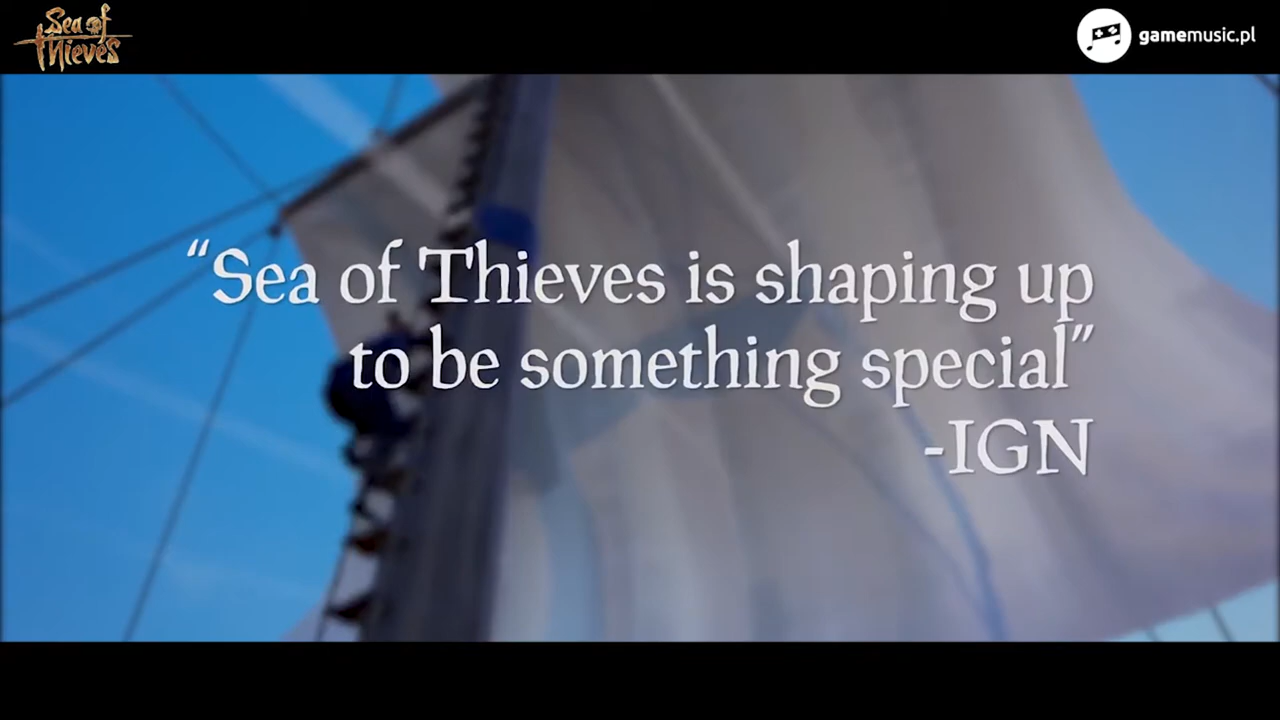 Sea of
Thieves
gamemusic.pl
“Sea of Thieves is shaping up
to be something special”
-IGN